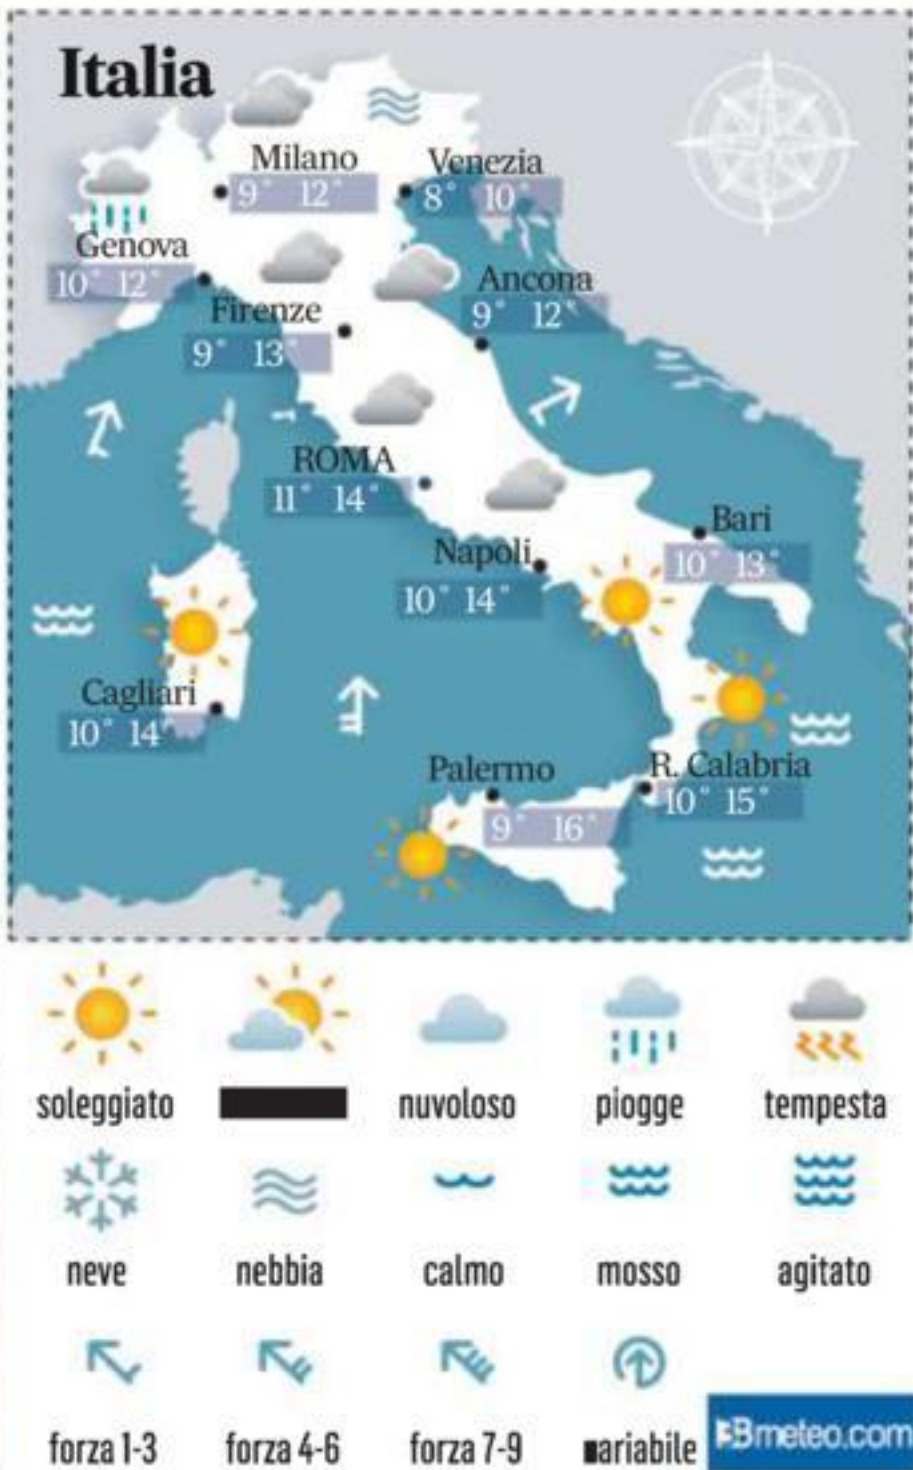 Italia
Milano
9° 12°
Venezia
8° 10°
Genova
10° 12°
Firenze
9° 13°
Ancona
9° 12°
ROMA
11° 14°
Napoli
10° 14°
Bari
10° 13°
Cagliari
10° 14°
Palermo
9° 16°
R. Calabria
10° 15°
soleggiato
nuvoloso
piogge
tempesta
neve
nebbia
calmo
mosso
agitato
forza 1-3
forza 4-6
forza 7-9
ariabile
3Bmeteo.com